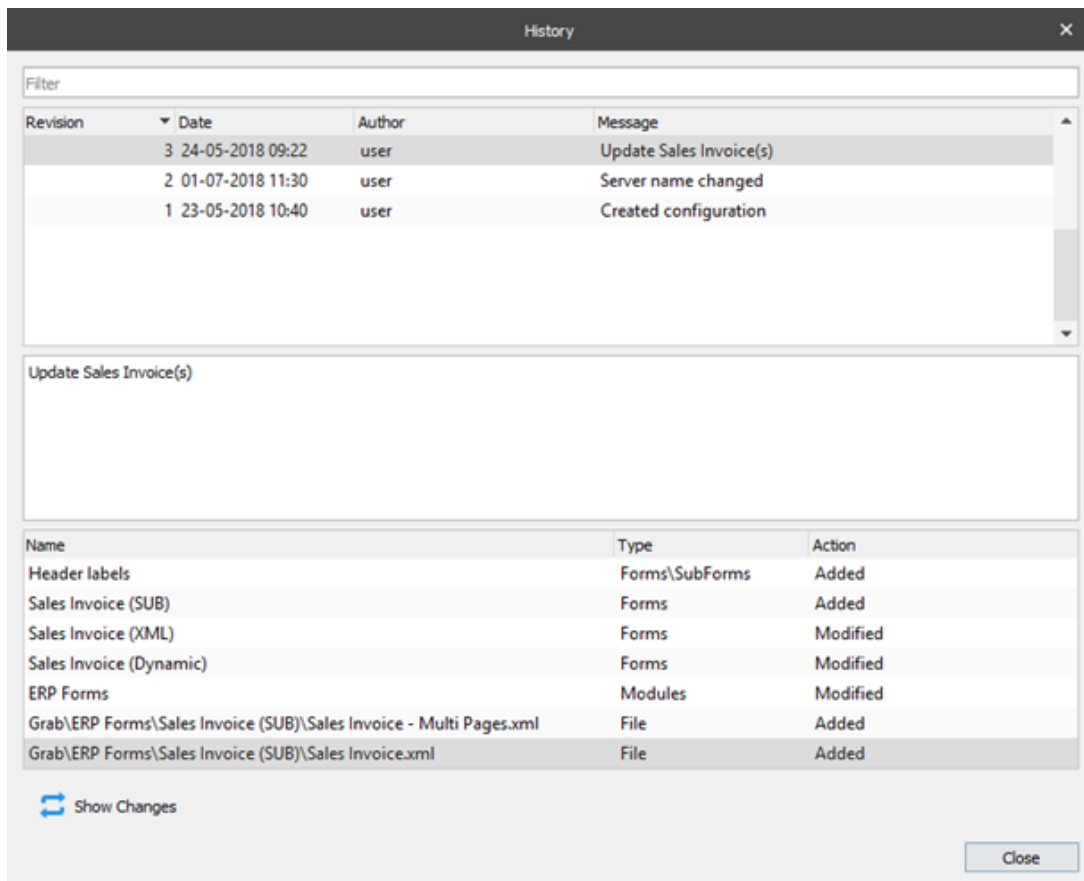 History
Filter
Revision Date Author Message
3 24-05-2018 09:22 user Update Sales Invoice(s)
2 01-07-2018 11:30 user Server name changed
1 23-05-2018 10:40 user Created configuration
Update Sales Invoice(s)
Name Type Action
Header labels Forms\SubForms Added
Sales Invoice (SUB) Forms Added
Sales Invoice (XML) Forms Modified
Sales Invoice (Dynamic) Forms Modified
ERP Forms Modules Modified
Grab\ERP Forms\Sales Invoice (SUB)\Sales Invoice - Multi Pages.xml File Added
Grab\ERP Forms\Sales Invoice (SUB)\Sales Invoice.xml File Added
Show Changes
Close